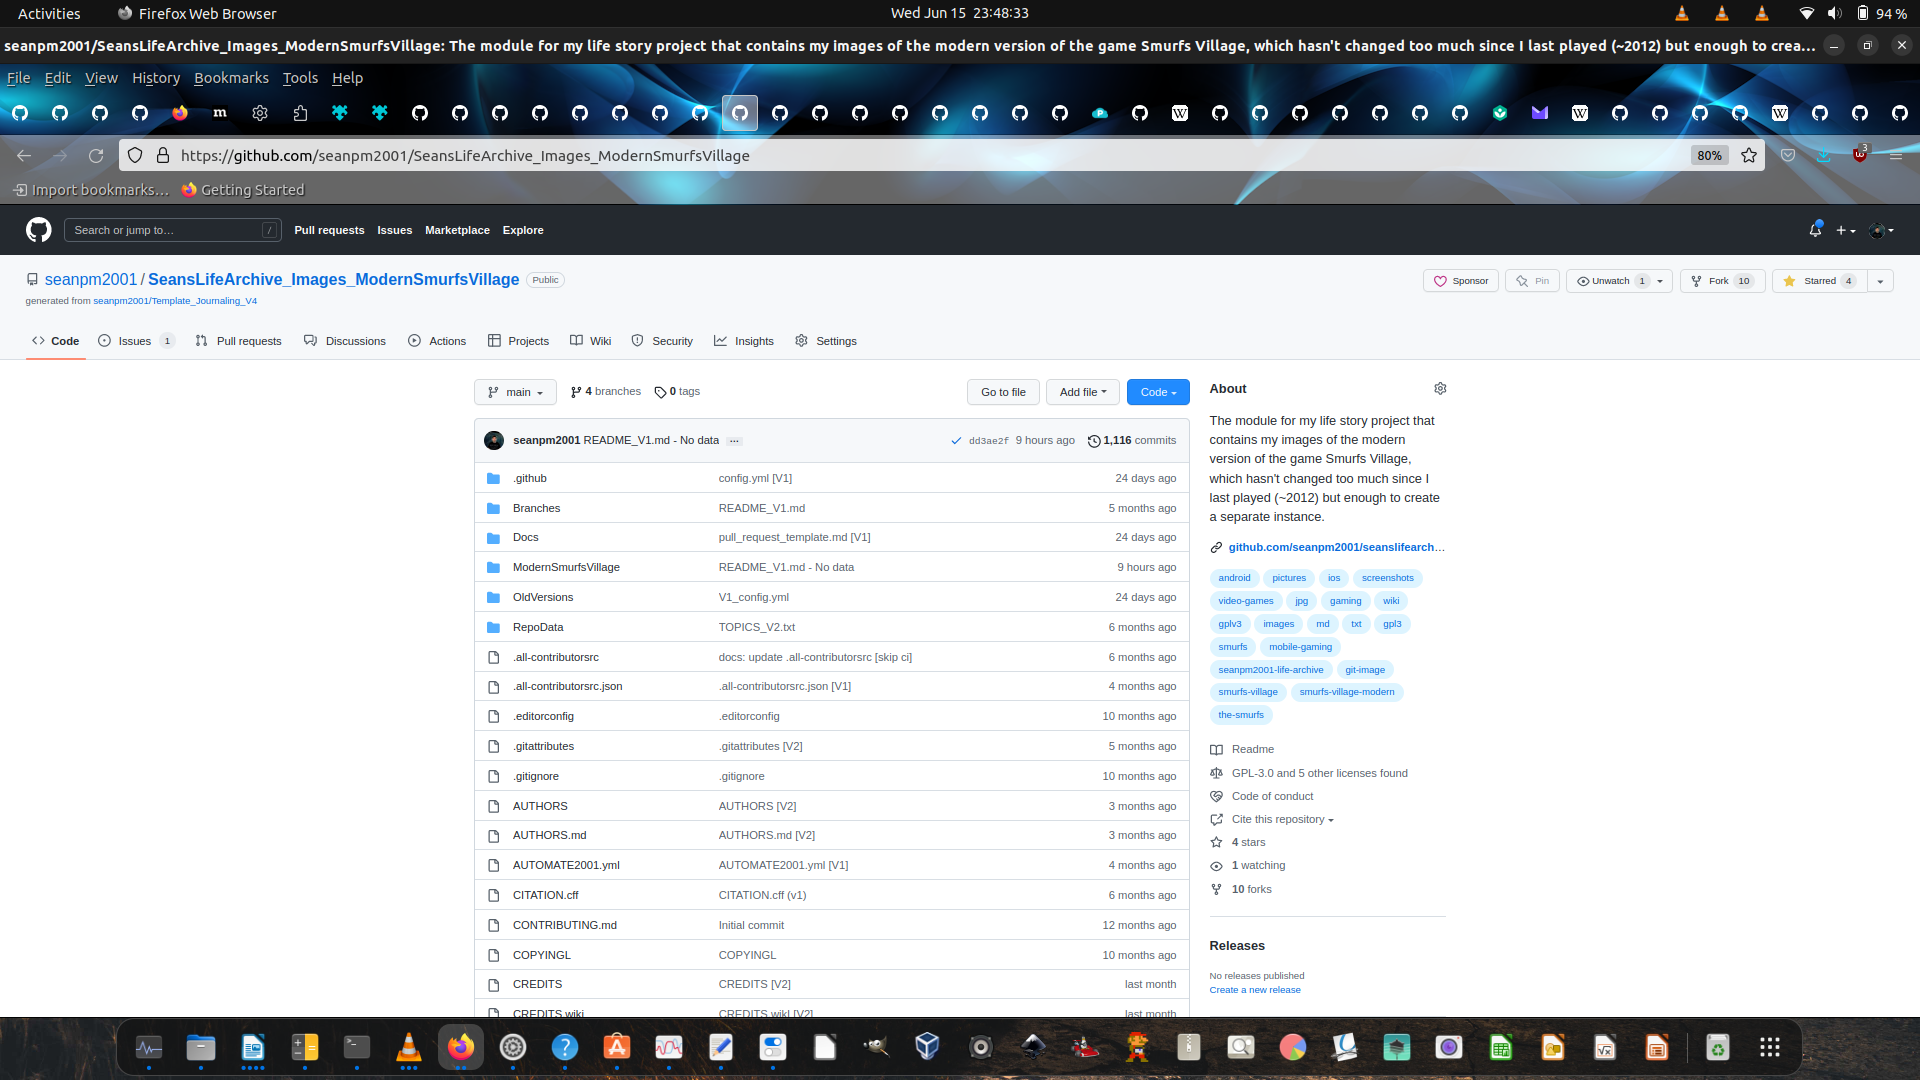 Activities
Firefox Web Browser
Wed Jun 15 23:48:33
94 %
seanpm2001/SeansLifeArchive_Images_ModernSmurfsVillage: The module for my life story project that contains my images of the modern version of the game Smurfs Village, which hasn't changed too much since I last played (~2012) but enough to crea…
File Edit View History Bookmarks Tools Help
https://github.com/seanpm2001/SeansLifeArchive_Images_ModernSmurfsVillage
80%
3
Import bookmarks…
Getting Started
Search or jump to…
/
Pull requests Issues Marketplace Explore
seanpm2001 / SeansLifeArchive_Images_ModernSmurfsVillage Public
Sponsor
Pin
Unwatch 1
Fork 10
Starred 4
generated from seanpm2001/Template_Journaling_V4
Code
Issues 1
Pull requests
Discussions
Actions
Projects
Wiki
Security
Insights
Settings
main
4 branches
0 tags
Go to file
Add file
Code
seanpm2001 README_V1.md - No data ...
dd3ae2f 9 hours ago
1,116 commits
.github config.yml [V1] 24 days ago
Branches README_V1.md 5 months ago
Docs pull_request_template.md [V1] 24 days ago
ModernSmurfsVillage README_V1.md - No data 9 hours ago
OldVersions V1_config.yml 24 days ago
RepoData TOPICS_V2.txt 6 months ago
.all-contributorsrc docs: update .all-contributorsrc [skip ci] 6 months ago
.all-contributorsrc.json .all-contributorsrc.json [V1] 4 months ago
.editorconfig .editorconfig 10 months ago
.gitattributes .gitattributes [V2] 5 months ago
.gitignore .gitignore 10 months ago
AUTHORS AUTHORS [V2] 3 months ago
AUTHORS.md AUTHORS.md [V2] 3 months ago
AUTOMATE2001.yml AUTOMATE2001.yml [V1] 4 months ago
CITATION.cff CITATION.cff (v1) 6 months ago
CONTRIBUTING.md Initial commit 12 months ago
COPYINGL COPYINGL 10 months ago
CREDITS CREDITS [V2] last month
CREDITS.wiki CREDITS.wiki [V2] last month
About
The module for my life story project that
contains my images of the modern
version of the game Smurfs Village,
which hasn't changed too much since I
last played (~2012) but enough to create
a separate instance.
github.com/seanpm2001/seanslifearch…
android pictures ios screenshots
video-games jpg gaming wiki
gplv3 images md txt gpl3
smurfs mobile-gaming
seanpm2001-life-archive git-image
smurfs-village smurfs-village-modern
the-smurfs
Readme
GPL-3.0 and 5 other licenses found
Code of conduct
Cite this repository
4 stars
1 watching
10 forks
Releases
No releases published
Create a new release